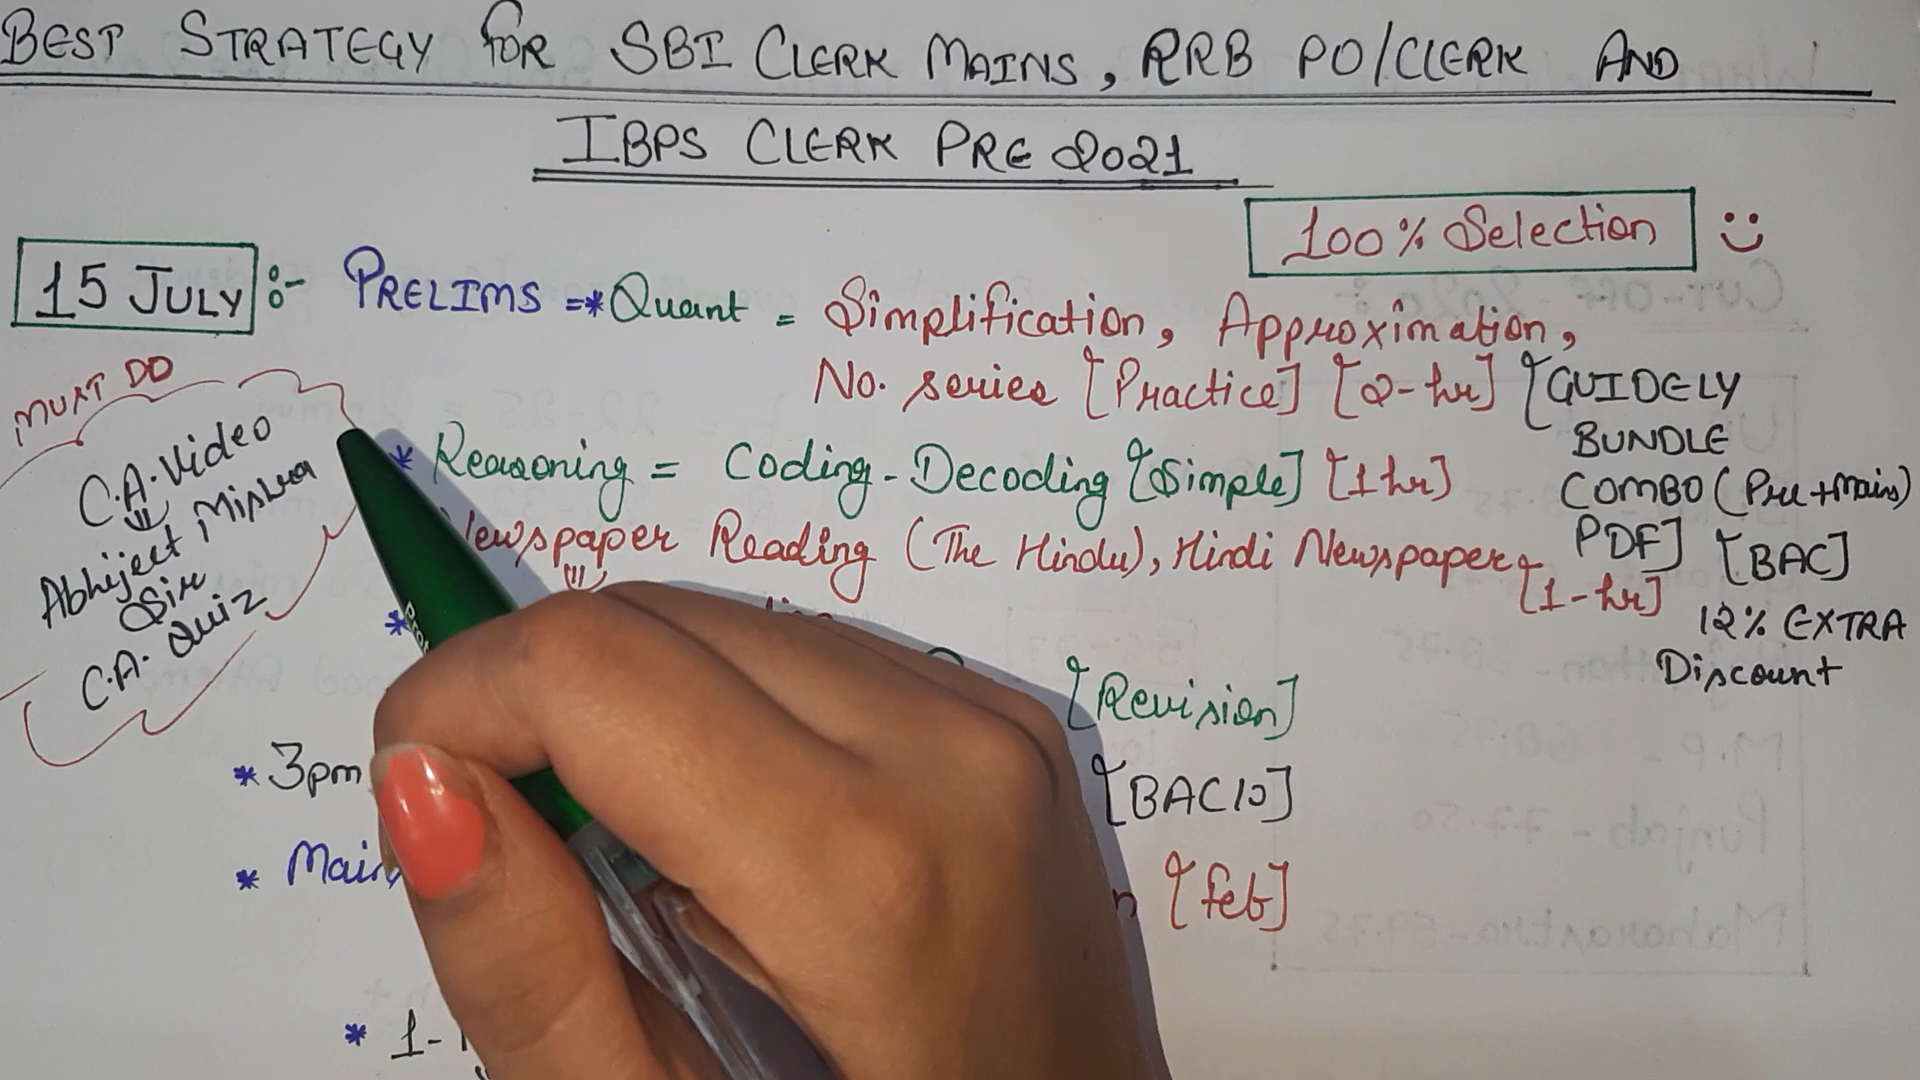 BEST STRATEGY FOR SBI CLERK MAINS, RRB PO/CLERK AND
IBPS CLERK PRE 2021
100% Selection
15 JULY :- PRELIMS =* Quant = Simplification, Approximation,
No. series [Practice] [2-hr] [GUIDELY
BUNDLE
COMBO (Pre+Mains)
PDF] [BAC]
12% EXTRA
Discount
MUST DO
C.A. Video
Abhijeet Mishra
Sir
C.A. Quiz
* Reasoning = Coding-Decoding [Simple] [1hr]
Newspaper Reading (The Hindu), Hindi Newspaper
[1-hr]
*
[Revision]
* 3pm [BAC10]
* Main [feb]
* 1-